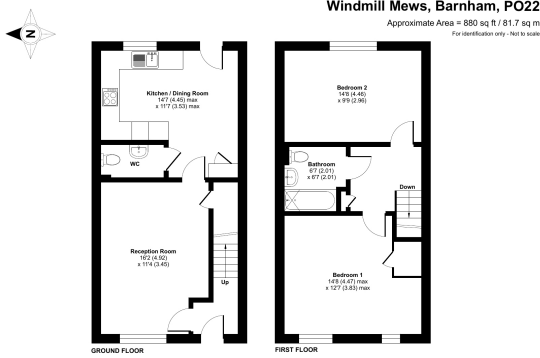 Windmill Mews, Barnham, PO22
Approximate Area = 880 sq ft / 81.7 sq m
For identification only - Not to scale
N
Kitchen / Dining Room
14'7 (4.45) max
x 11'7 (3.53) max
WC
Reception Room
16'2 (4.92)
x 11'4 (3.45)
Up
GROUND FLOOR
Bedroom 2
14'8 (4.46)
x 9'9 (2.96)
Bathroom
6'7 (2.01)
x 6'7 (2.01)
Down
Bedroom 1
14'8 (4.47) max
x 12'7 (3.83) max
FIRST FLOOR